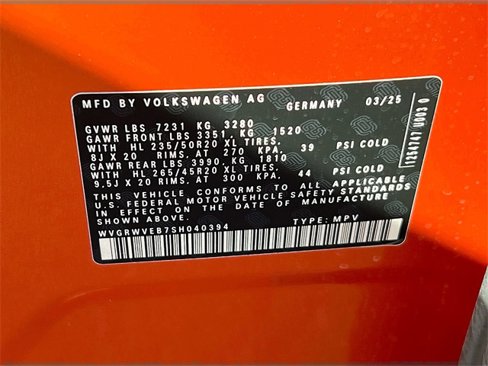 MFD BY VOLKSWAGEN AG GERMANY 03/25
GVWR LBS 7231 KG 3280
GAWR FRONT LBS 3351 KG 1520
WITH HL 235/50R20 XL TIRES,
8J X 20 RIMS, AT 270 KPA. 39 PSI COLD
GAWR REAR LBS 3990 KG 1810
WITH HL 265/45R20 XL TIRES,
9.5J X 20 RIMS, AT 300 KPA. 44 PSI COLD
THIS VEHICLE CONFORMS TO ALL APPLICABLE
U.S. FEDERAL MOTOR VEHICLE SAFETY STANDARDS
IN EFFECT ON THE DATE OF MANUFACTURE
SHOWN ABOVE.
WVGRWVEB7SH040394 TYPE: MPV
11294747 U003 0